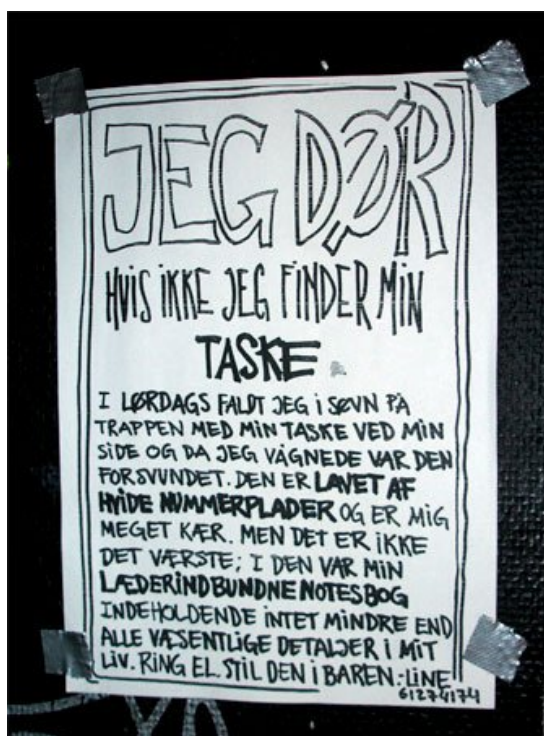 JEG DØR
HVIS IKKE JEG FINDER MIN
TASKE
I LØRDAGS FALDT JEG I SØVN PÅ
TRAPPEN MED MIN TASKE VED MIN
SIDE OG DA JEG VÅGNEDE VAR DEN
FORSVUNDET. DEN ER LAVET AF
HVIDE NUMMERPLADER OG ER MIG
MEGET KÆR. MEN DET ER IKKE
DET VÆRSTE; I DEN VAR MIN
LÆDERINDBUNDNE NOTESBOG
INDEHOLDENDE INTET MINDRE END
ALLE VÆSENTLIGE DETALJER I MIT
LIV. RING EL. STIL DEN I BAREN.-LINE
61274174